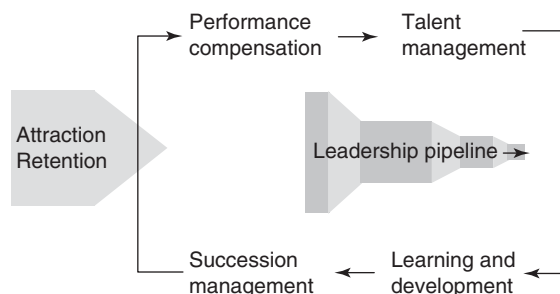 Performance
compensation
Talent
management
Attraction
Retention
Leadership pipeline
Succession
management
Learning and
development